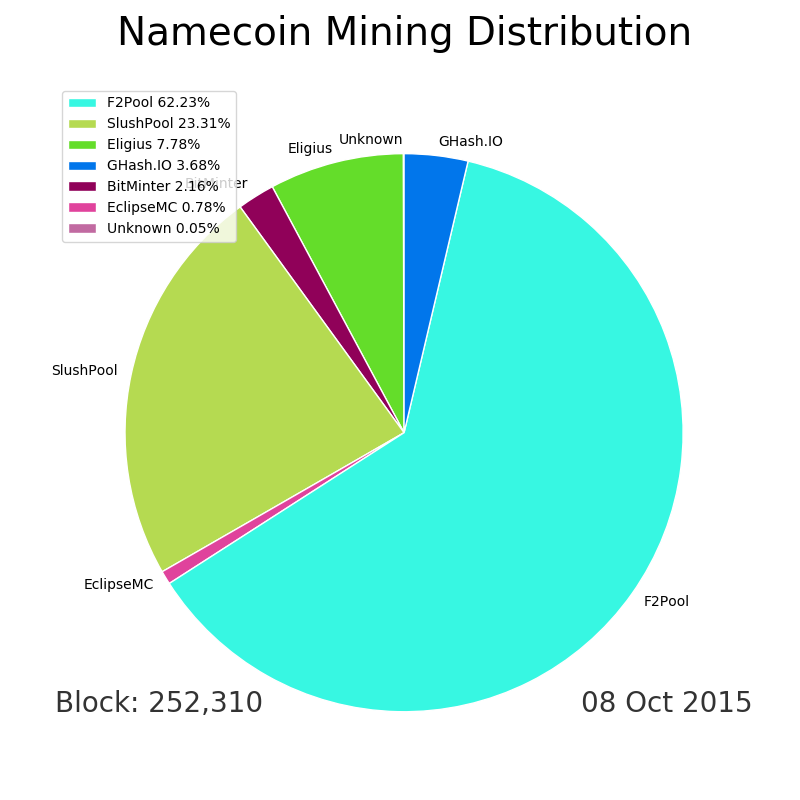 Namecoin Mining Distribution
F2Pool 62.23%
SlushPool 23.31%
Eligius 7.78%
GHash.IO 3.68%
BitMinter 2.16%
EclipseMC 0.78%
Unknown 0.05%
Unknown
GHash.IO
Eligius
BitMinter
SlushPool
EclipseMC
F2Pool
Block: 252,310
08 Oct 2015